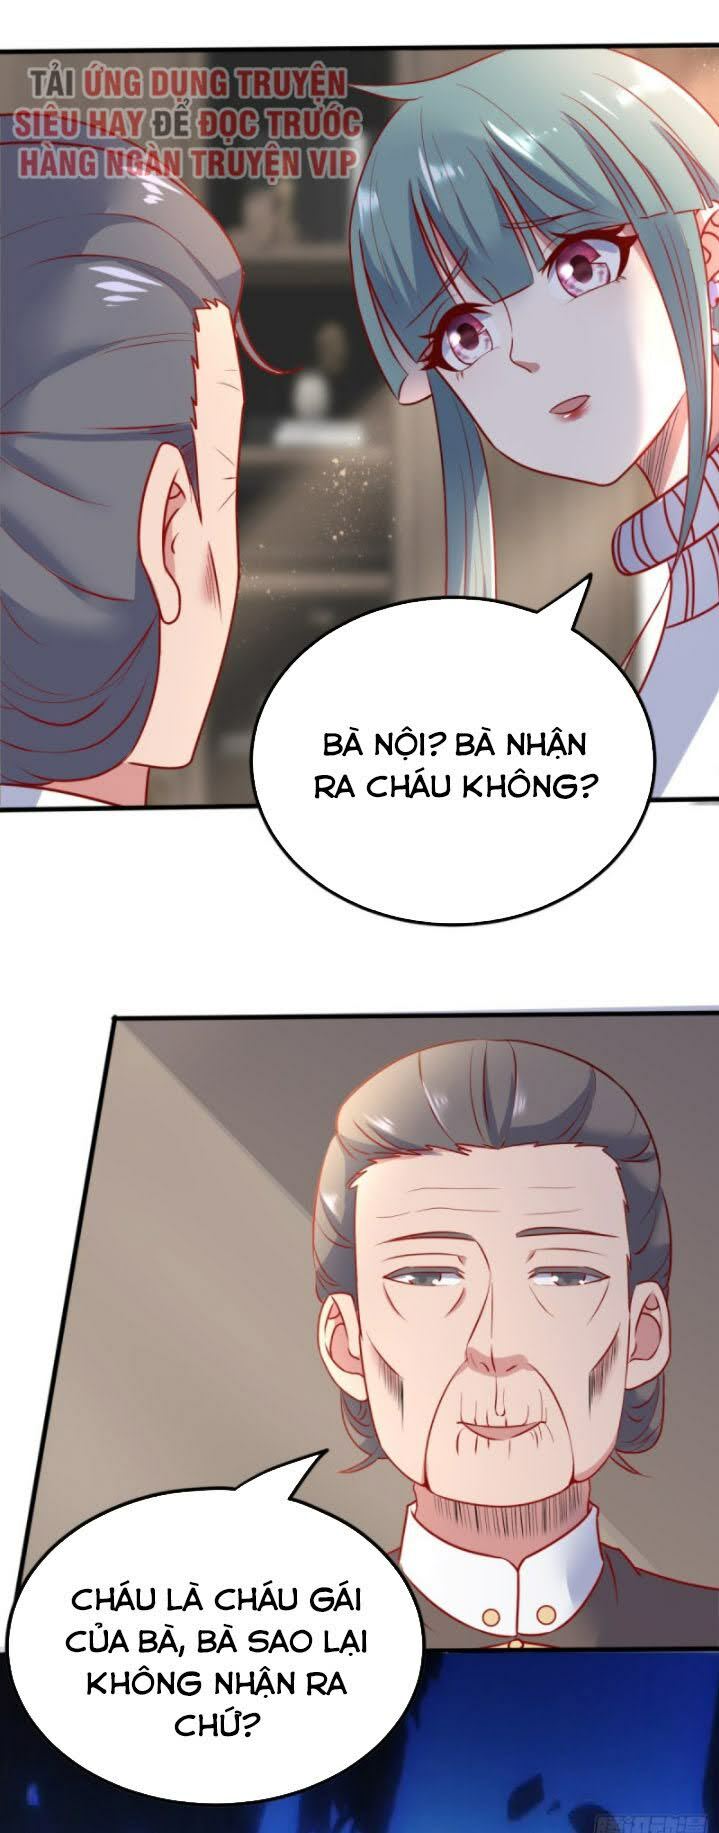 TẢI ỨNG DỤNG TRUYỆN
SIÊU HAY ĐỂ ĐỌC TRƯỚC
HÀNG NGÀN TRUYỆN VIP
BÀ NỘI? BÀ NHẬN
RA CHÁU KHÔNG?
CHÁU LÀ CHÁU GÁI
CỦA BÀ, BÀ SAO LẠI
KHÔNG NHẬN RA
CHỨ?